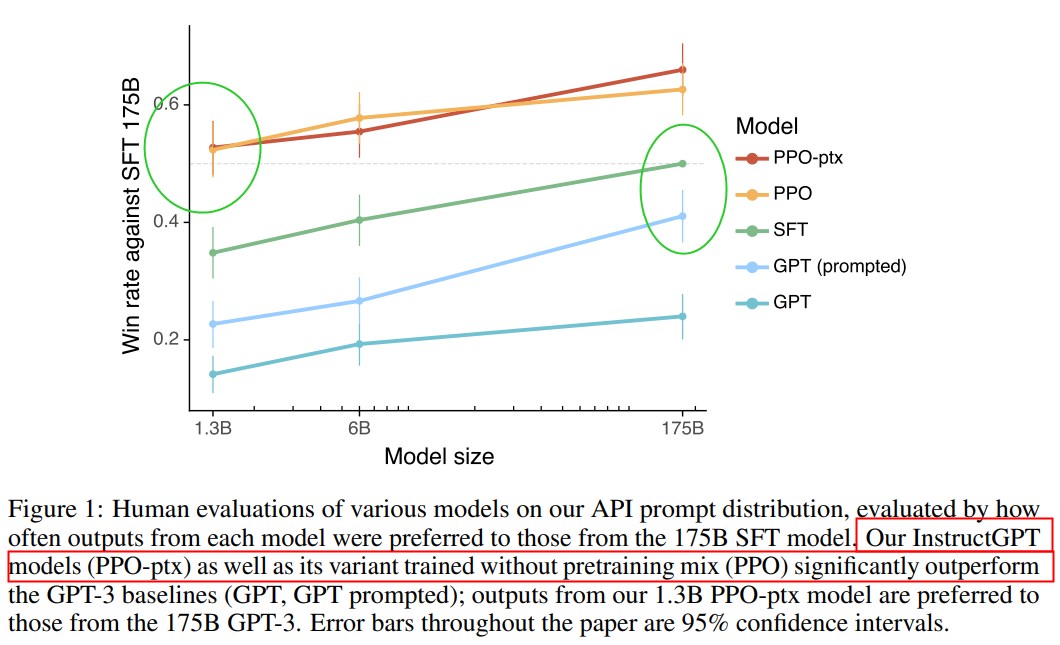 Win rate against SFT 175B
0.6
0.4
0.2
1.3B
6B
175B
Model size
Model
PPO-ptx
PPO
SFT
GPT (prompted)
GPT
Figure 1: Human evaluations of various models on our API prompt distribution, evaluated by how
often outputs from each model were preferred to those from the 175B SFT model. Our InstructGPT
models (PPO-ptx) as well as its variant trained without pretraining mix (PPO) significantly outperform
the GPT-3 baselines (GPT, GPT prompted); outputs from our 1.3B PPO-ptx model are preferred to
those from the 175B GPT-3. Error bars throughout the paper are 95% confidence intervals.